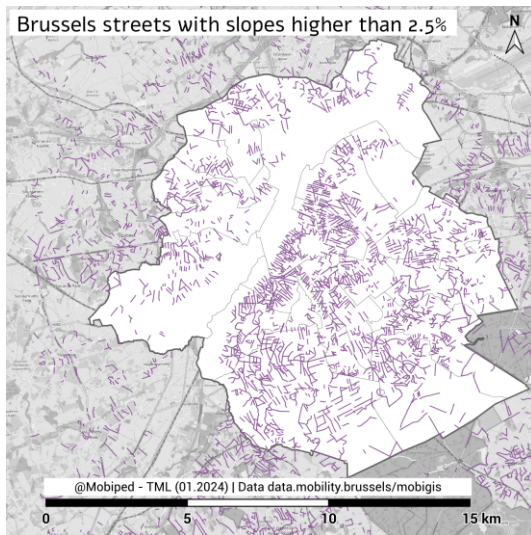 Brussels streets with slopes higher than 2.5%
N
@Mobiped - TML (01.2024) | Data data.mobility.brussels/mobigis
0 5 10 15 km